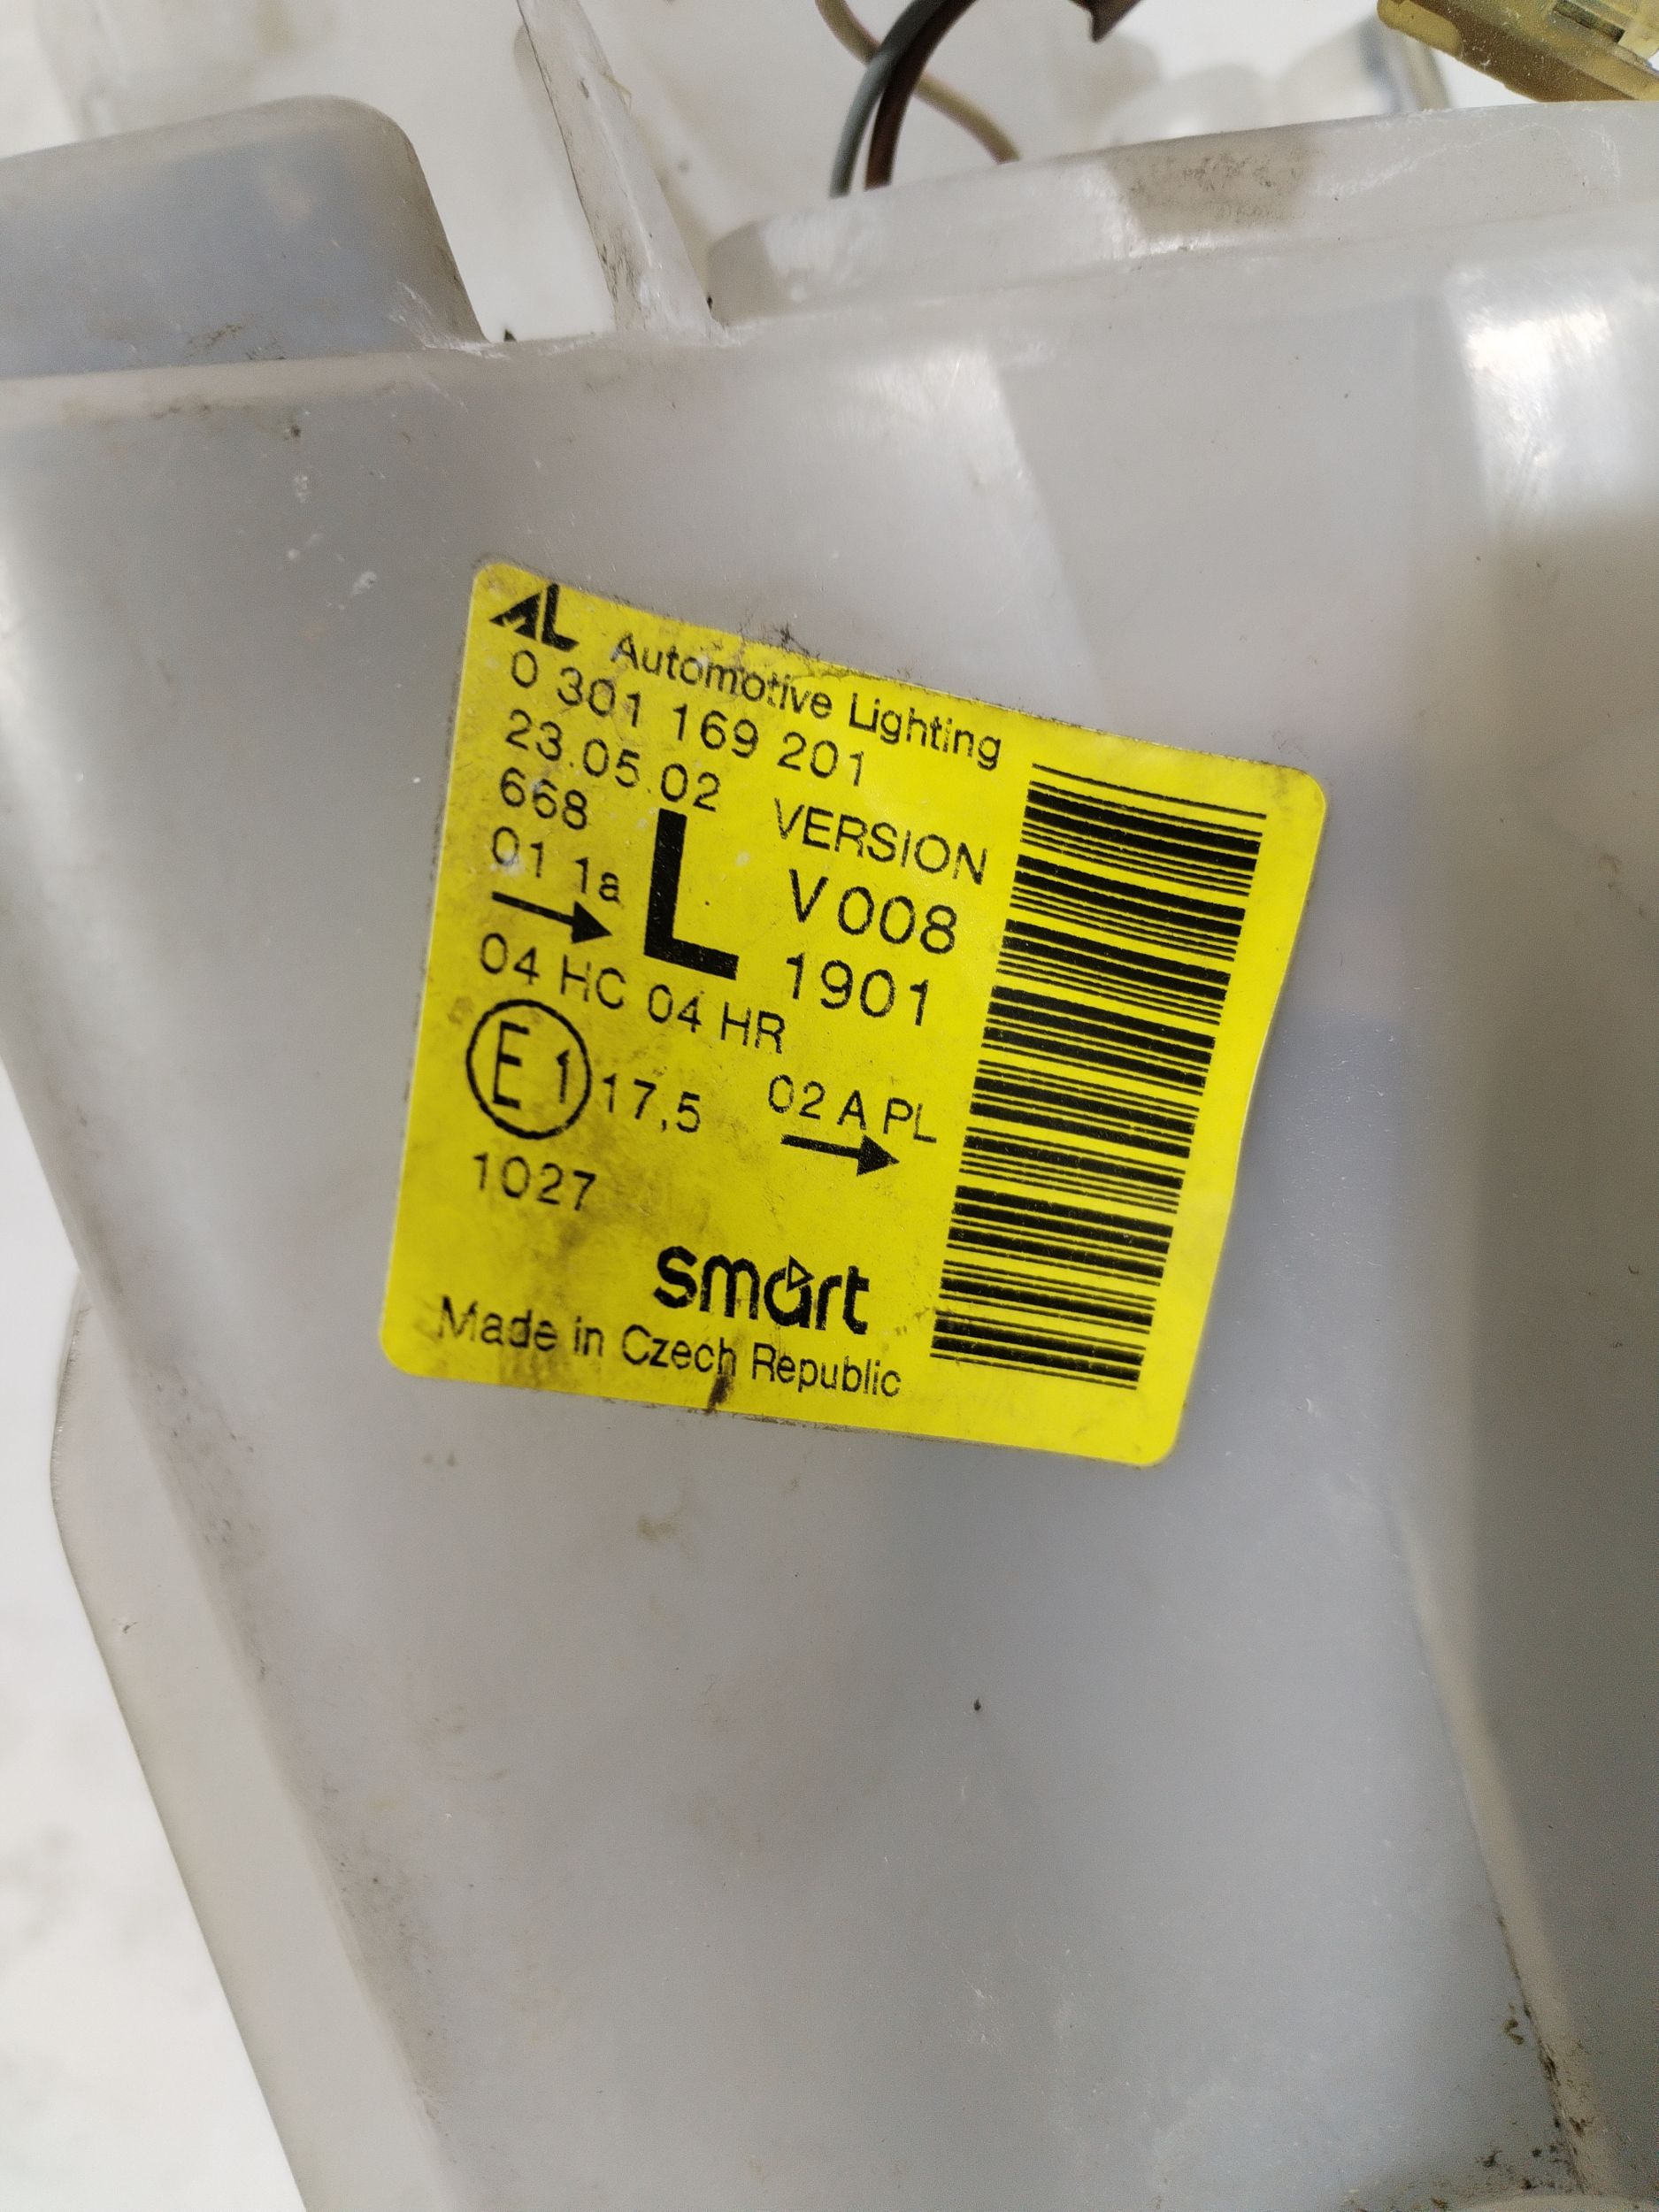 AL Automotive Lighting
0 301 169 201
23.05.02 VERSION
668 L V008
01 1a 1901
04 HC 04 HR
E1 17,5 02 A PL
1027
smart
Made in Czech Republic